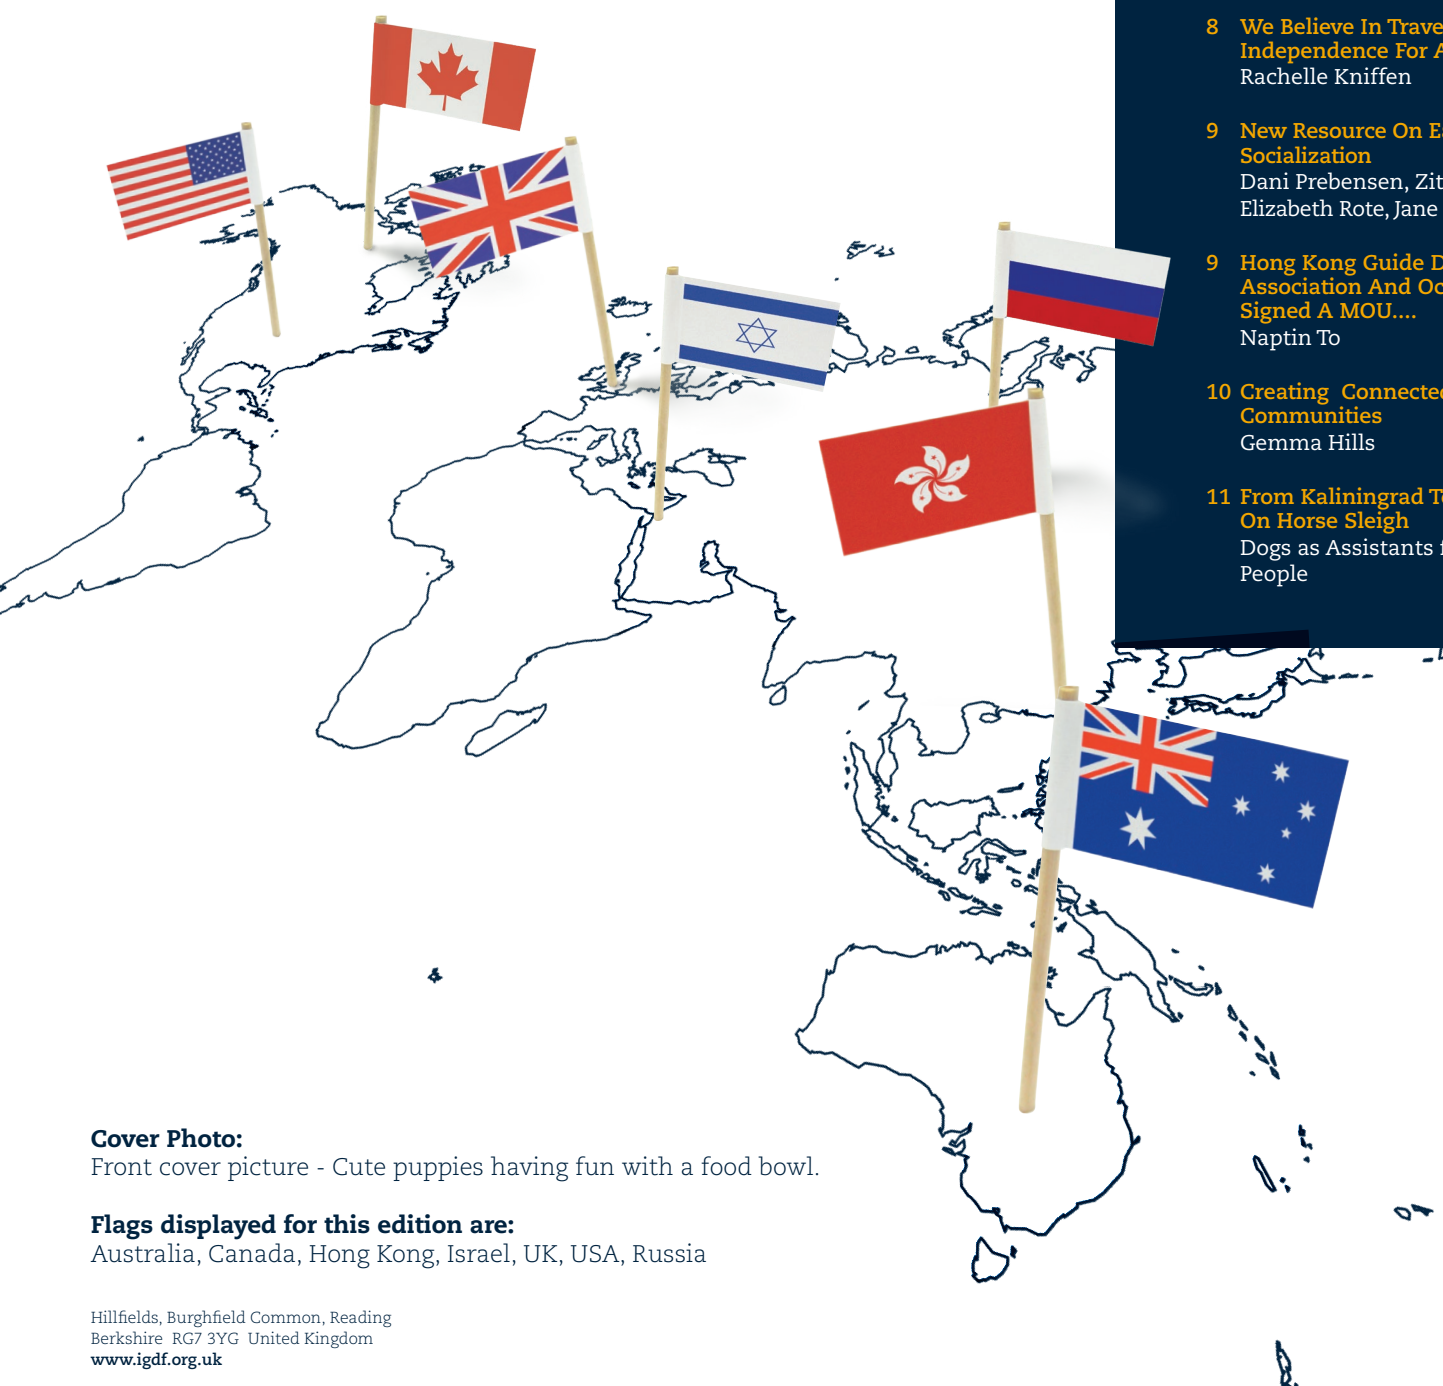 8 We Believe In
Independence For
Rachelle Kniffen
9 New Resource On
Socialization
Dani Prebensen,
Elizabeth Rote, Jane
9 Hong Kong Guide
Association And
Signed A MOU....
Naptin To
10 Creating Connected
Communities
Gemma Hills
11 From Kaliningrad
On Horse Sleigh
Dogs as Assistants
People
Cover Photo:
Front cover picture - Cute puppies having fun with a food bowl.
Flags displayed for this edition are:
Australia, Canada, Hong Kong, Israel, UK, USA, Russia
Hillfields, Burghfield Common, Reading
Berkshire RG7 3YG United Kingdom
www.igdf.org.uk